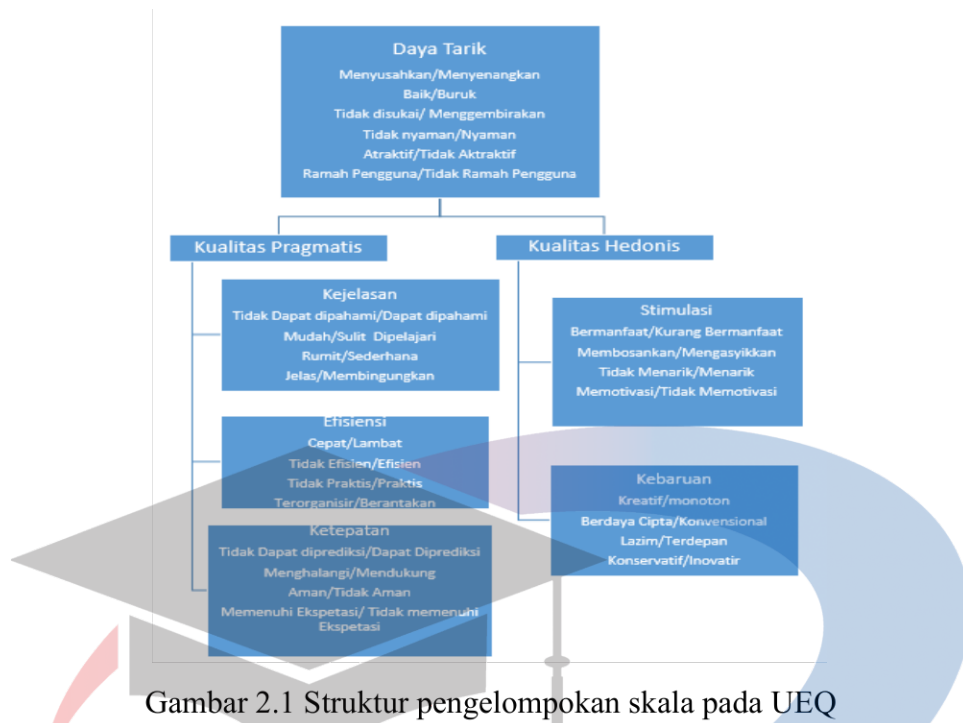 Daya Tarik
Menyusahkan/Menyenangkan
Baik/Buruk
Tidak disukai/ Menggembirakan
Tidak nyaman/Nyaman
Atraktif/Tidak Aktraktif
Ramah Pengguna/Tidak Ramah Pengguna
Kualitas Pragmatis
Kejelasan
Tidak Dapat dipahami/Dapat dipahami
Mudah/Sulit Dipelajari
Rumit/Sederhana
Jelas/Membingungkan
Efisiensi
Cepat/Lambat
Tidak Efisien/Efisien
Tidak Praktis/Praktis
Terorganisir/Berantakan
Ketepatan
Tidak Dapat diprediksi/Dapat Diprediksi
Menghalangi/Mendukung
Aman/Tidak Aman
Memenuhi Ekspetasi/ Tidak memenuhi
Ekspetasi
Kualitas Hedonis
Stimulasi
Bermanfaat/Kurang Bermanfaat
Membosankan/Mengasyikkan
Tidak Menarik/Menarik
Memotivasi/Tidak Memotivasi
Kebaruan
Kreatif/monoton
Berdaya Cipta/Konvensional
Lazim/Terdepan
Konservatif/Inovatir
Gambar 2.1 Struktur pengelompokan skala pada UEQ